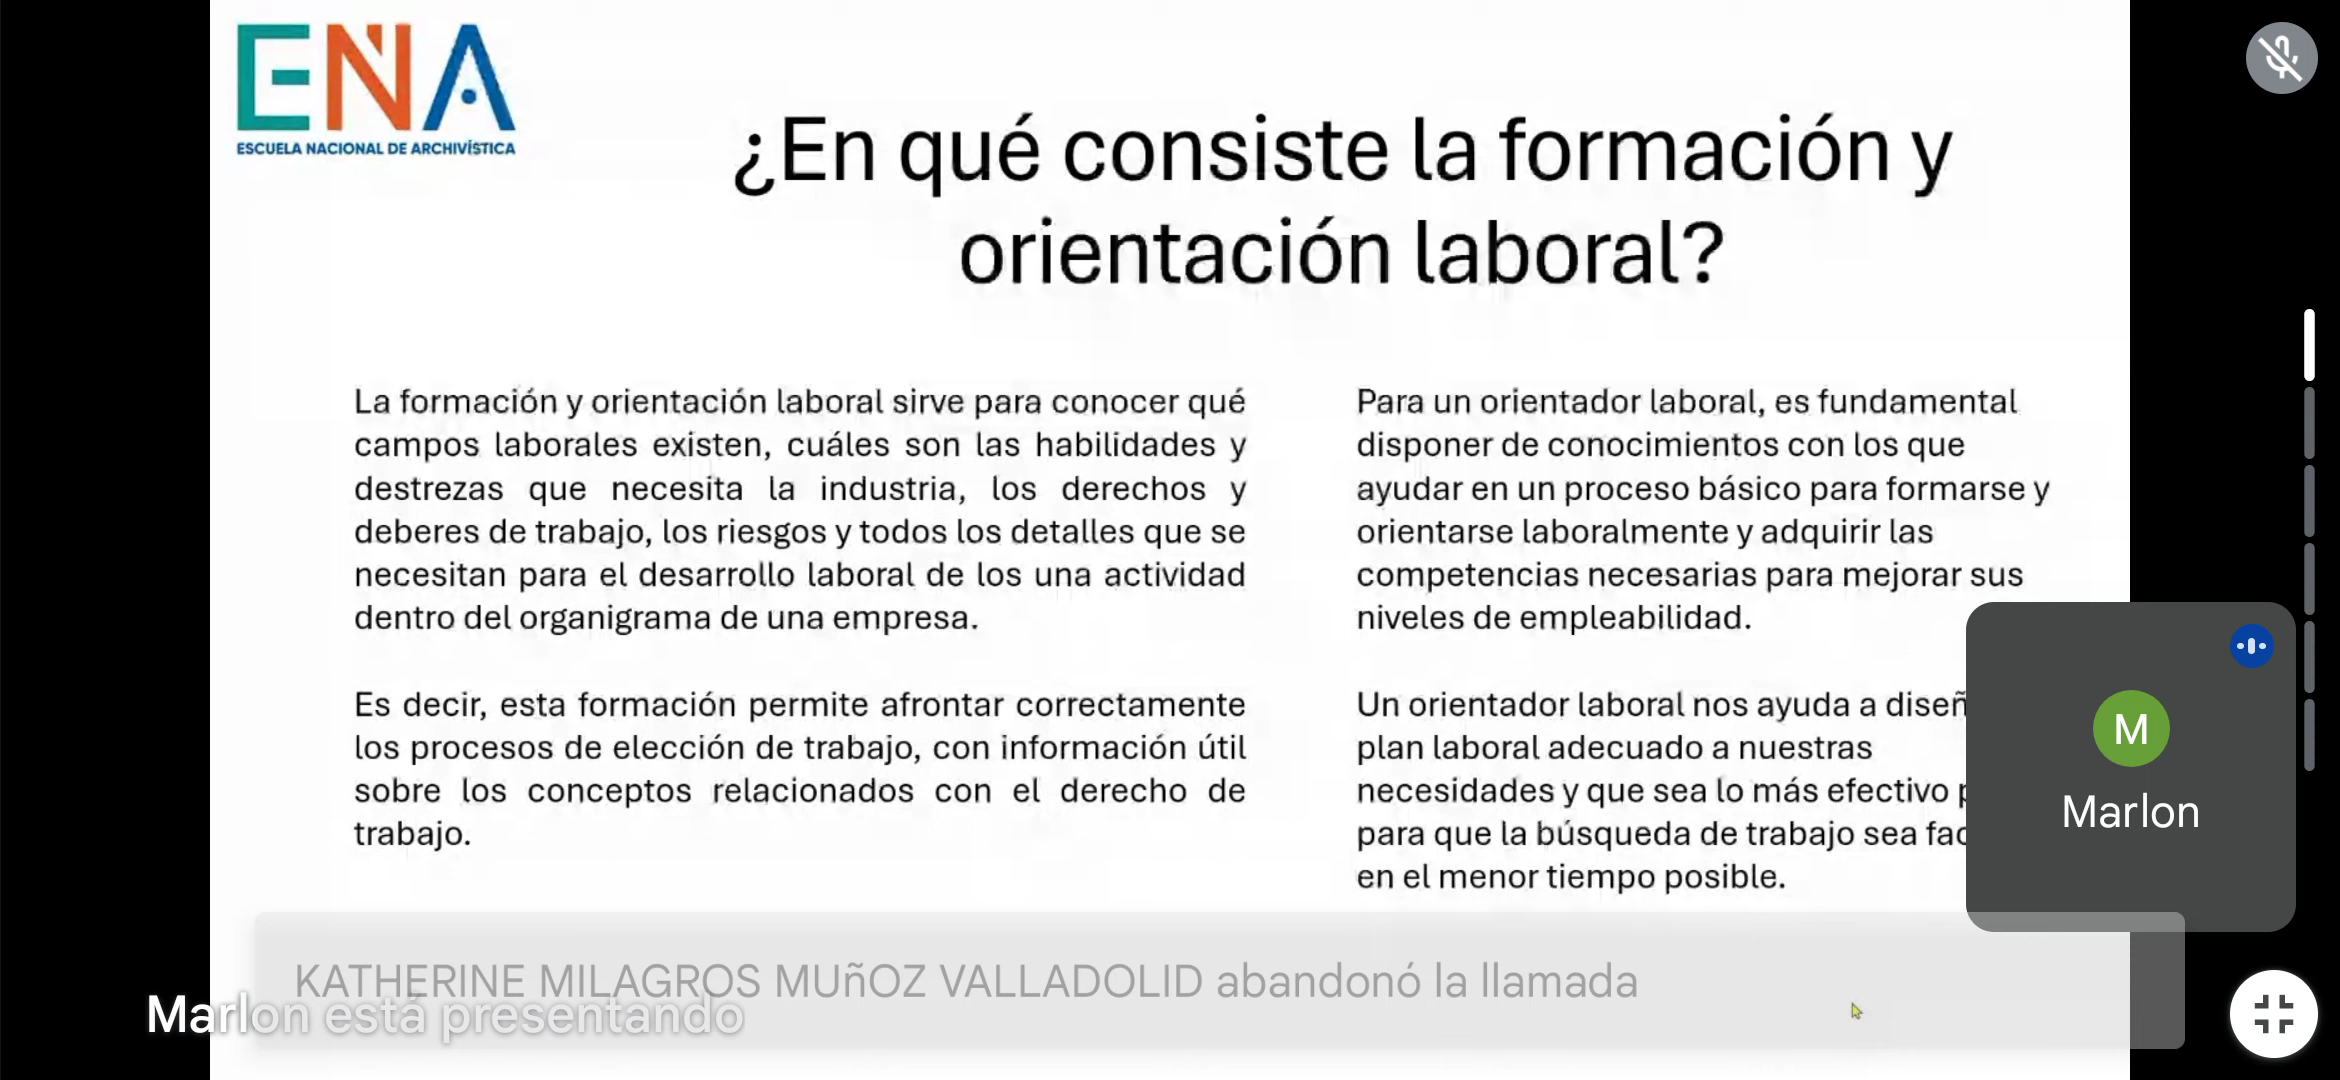 ENA
ESCUELA NACIONAL DE ARCHIVÍSTICA
¿En qué consiste la formación y
orientación laboral?
La formación y orientación laboral sirve para conocer qué
campos laborales existen, cuáles son las habilidades y
destrezas que necesita la industria, los derechos y
deberes de trabajo, los riesgos y todos los detalles que se
necesitan para el desarrollo laboral de los una actividad
dentro del organigrama de una empresa.
Es decir, esta formación permite afrontar correctamente
los procesos de elección de trabajo, con información útil
sobre los conceptos relacionados con el derecho de
trabajo.
Para un orientador laboral, es fundamental
disponer de conocimientos con los que
ayudar en un proceso básico para formarse y
orientarse laboralmente y adquirir las
competencias necesarias para mejorar sus
niveles de empleabilidad.
Un orientador laboral nos ayuda a
plan laboral adecuado a nuestras
necesidades y que sea lo más efectivo
para que la búsqueda de trabajo sea
en el menor tiempo posible.
M
Marlon
KATHERINE MILAGROS MUñOZ VALLADOLID abandonó la llamada
Marlon está presentando